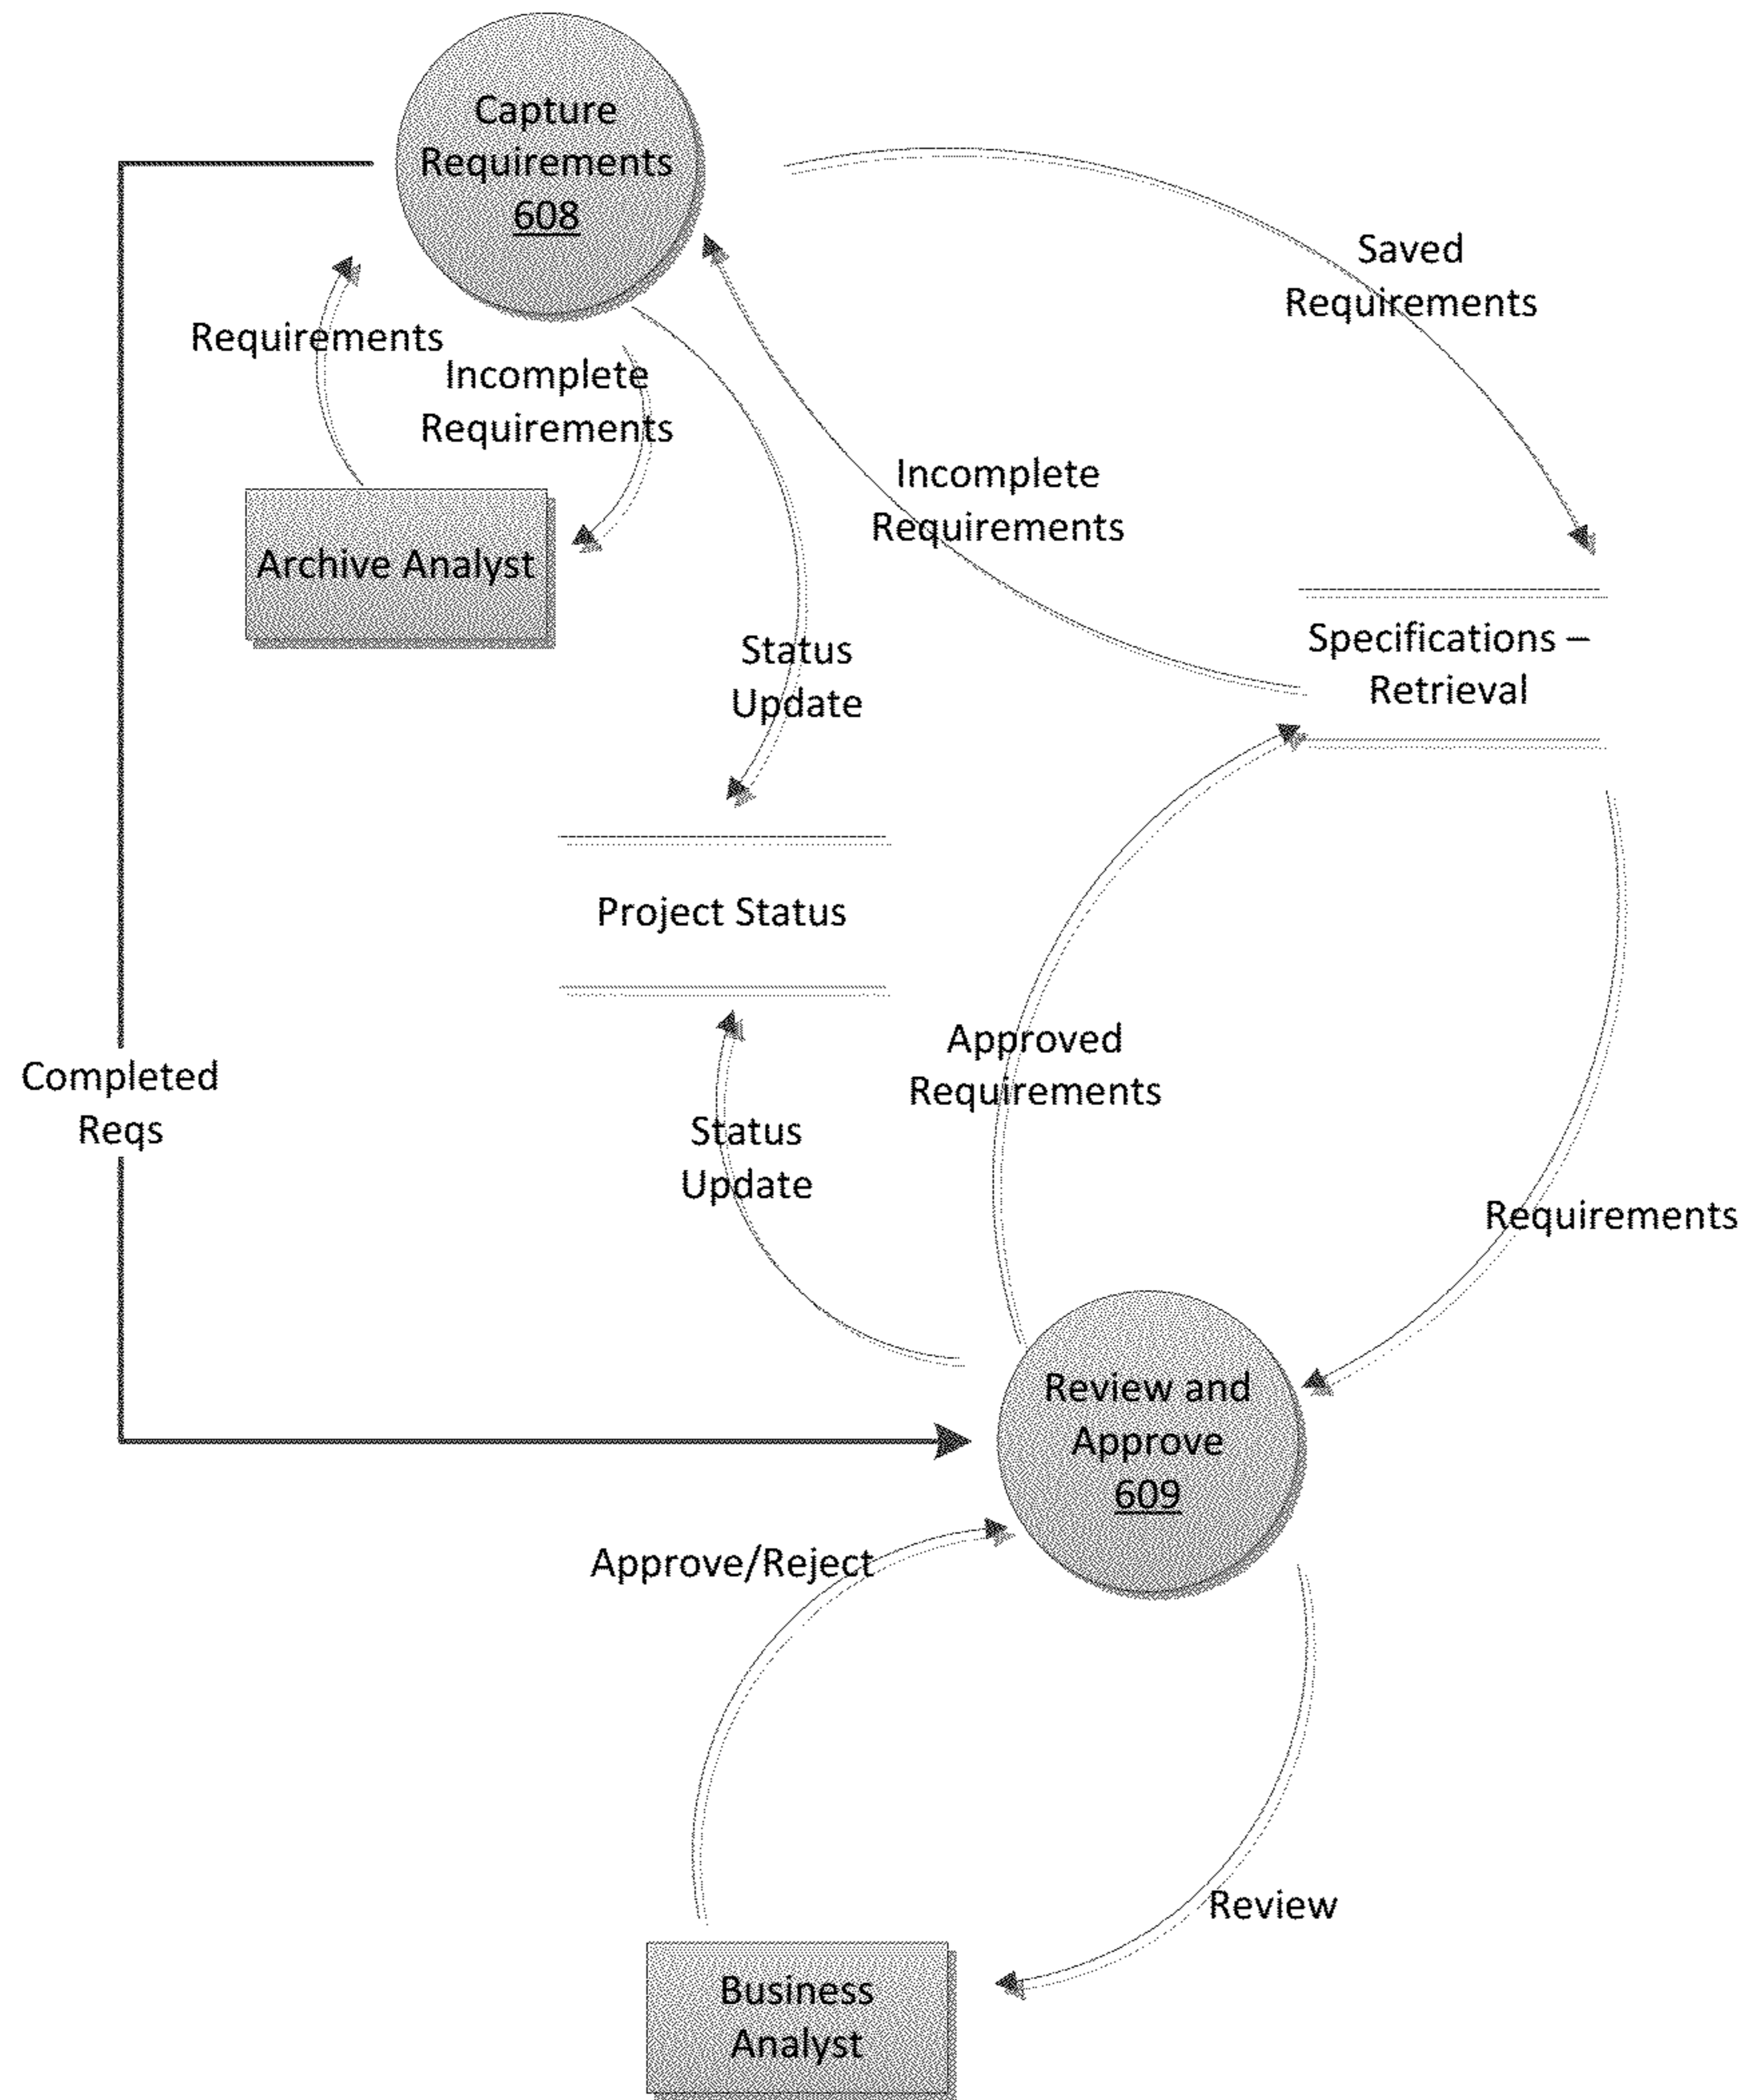 Capture
Requirements
608
Saved
Requirements
Requirements
Incomplete
Requirements
Incomplete
Requirements
Archive Analyst
Status
Update
Specifications –
Retrieval
Project Status
Approved
Requirements
Completed
Reqs
Status
Update
Requirements
Review and
Approve
609
Approve/Reject
Review
Business
Analyst